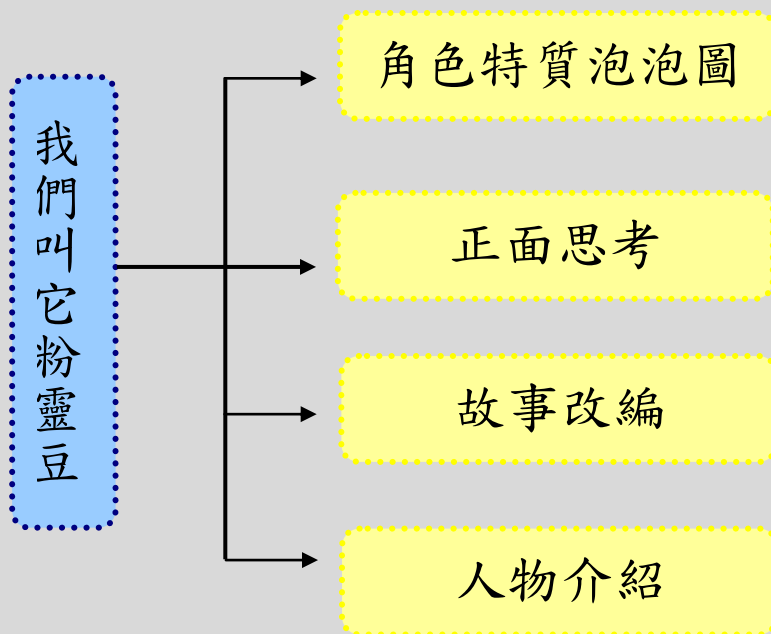 我們叫它粉靈豆
角色特質泡泡圖
正面思考
故事改編
人物介紹